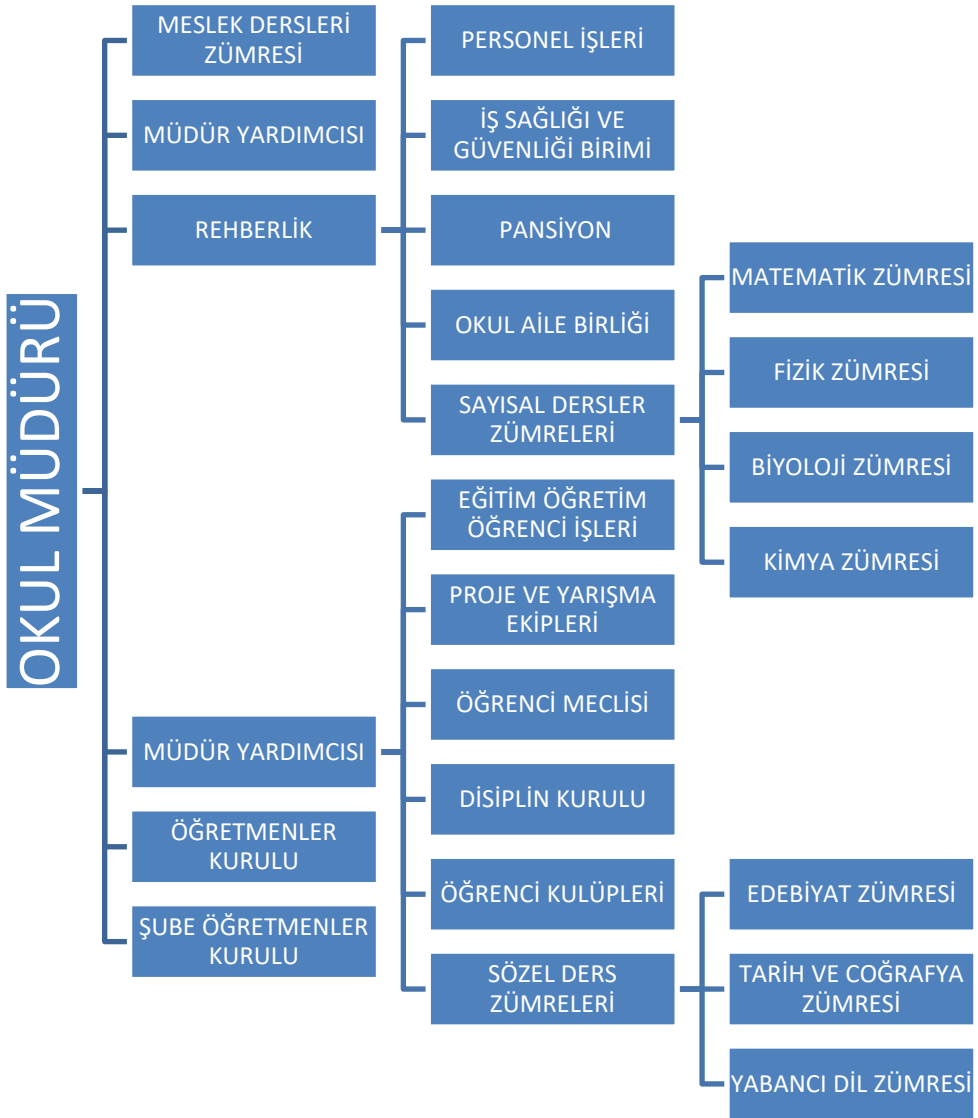 OKUL MÜDÜRÜ
MESLEK DERSLERİ
ZÜMRESİ
MÜDÜR YARDIMCISI
REHBERLİK
PERSONEL İŞLERİ
İŞ SAĞLIĞI VE
GÜVENLİĞİ BİRİMİ
PANSİYON
OKUL AİLE BİRLİĞİ
SAYISAL DERSLER
ZÜMRELERİ
MATEMATİK ZÜMRESİ
FİZİK ZÜMRESİ
BİYOLOJİ ZÜMRESİ
KİMYA ZÜMRESİ
MÜDÜR YARDIMCISI
EĞİTİM ÖĞRETİM
ÖĞRENCİ İŞLERİ
PROJE VE YARIŞMA
EKİPLERİ
ÖĞRENCİ MECLİSİ
DİSİPLİN KURULU
ÖĞRENCİ KULÜPLERİ
SÖZEL DERS
ZÜMRELERİ
EDEBİYAT ZÜMRESİ
TARİH VE COĞRAFYA
ZÜMRESİ
YABANCI DİL ZÜMRESİ
ÖĞRETMENLER
KURULU
ŞUBE ÖĞRETMENLER
KURULU